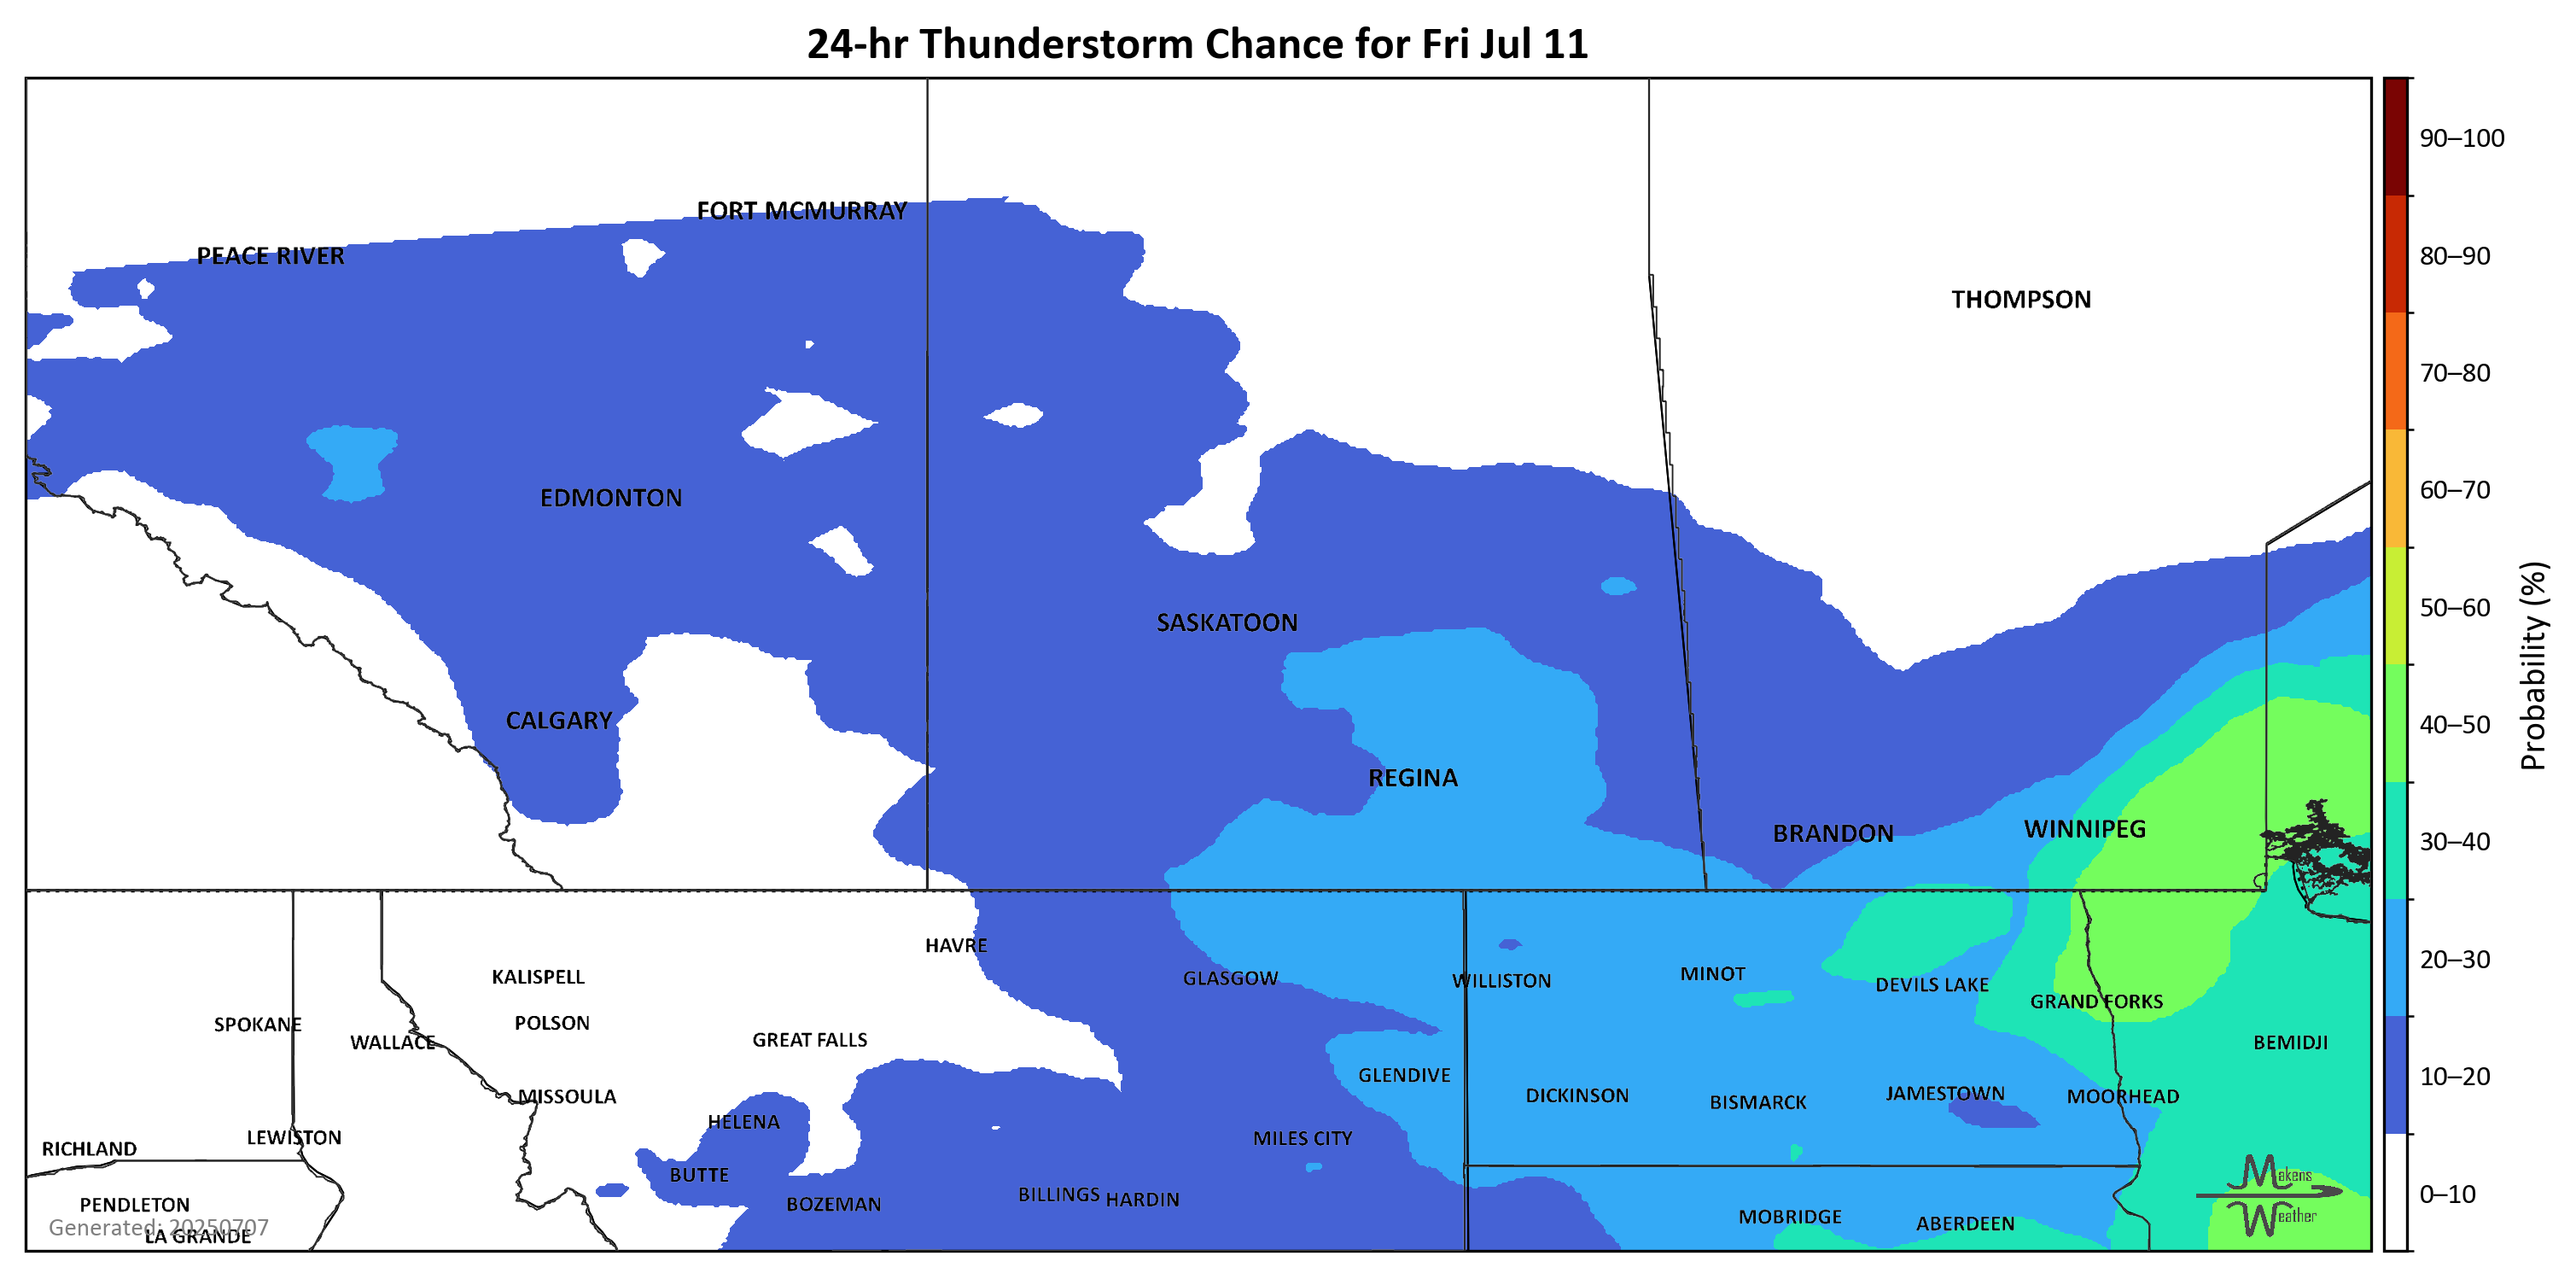 24-hr Thunderstorm Chance for Fri Jul 11
FORT MCMURRAY
PEACE RIVER
THOMPSON
EDMONTON
SASKATOON
CALGARY
REGINA
BRANDON
WINNIPEG
HAVRE
KALISPELL
GLASGOW
WILLISTON
MINOT
DEVILS LAKE
GRAND FORKS
SPOKANE
POLSON
WALLACE
GREAT FALLS
BEMIDJI
GLENDIVE
MISSOULA
DICKINSON
BISMARCK
JAMESTOWN
MOORHEAD
HELENA
LEWISTON
MILES CITY
RICHLAND
BUTTE
BILLINGS
HARDIN
PENDLETON
BOZEMAN
MOBRIDGE
ABERDEEN
Generated: 20250707
LA GRANDE
Makens
Weather
90–100
80–90
70–80
60–70
50–60
40–50
30–40
20–30
10–20
0–10
Probability (%)